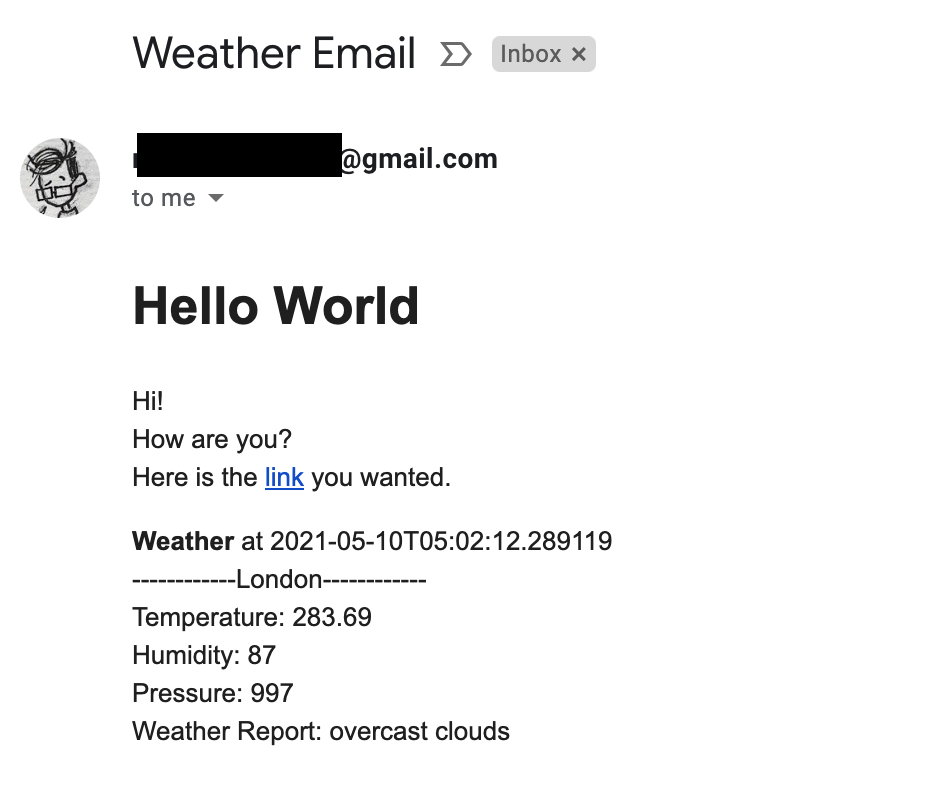 Weather Email
Inbox ×
@gmail.com
to me
Hello World
Hi!
How are you?
Here is the link you wanted.
Weather at 2021-05-10T05:02:12.289119
------------London------------
Temperature: 283.69
Humidity: 87
Pressure: 997
Weather Report: overcast clouds